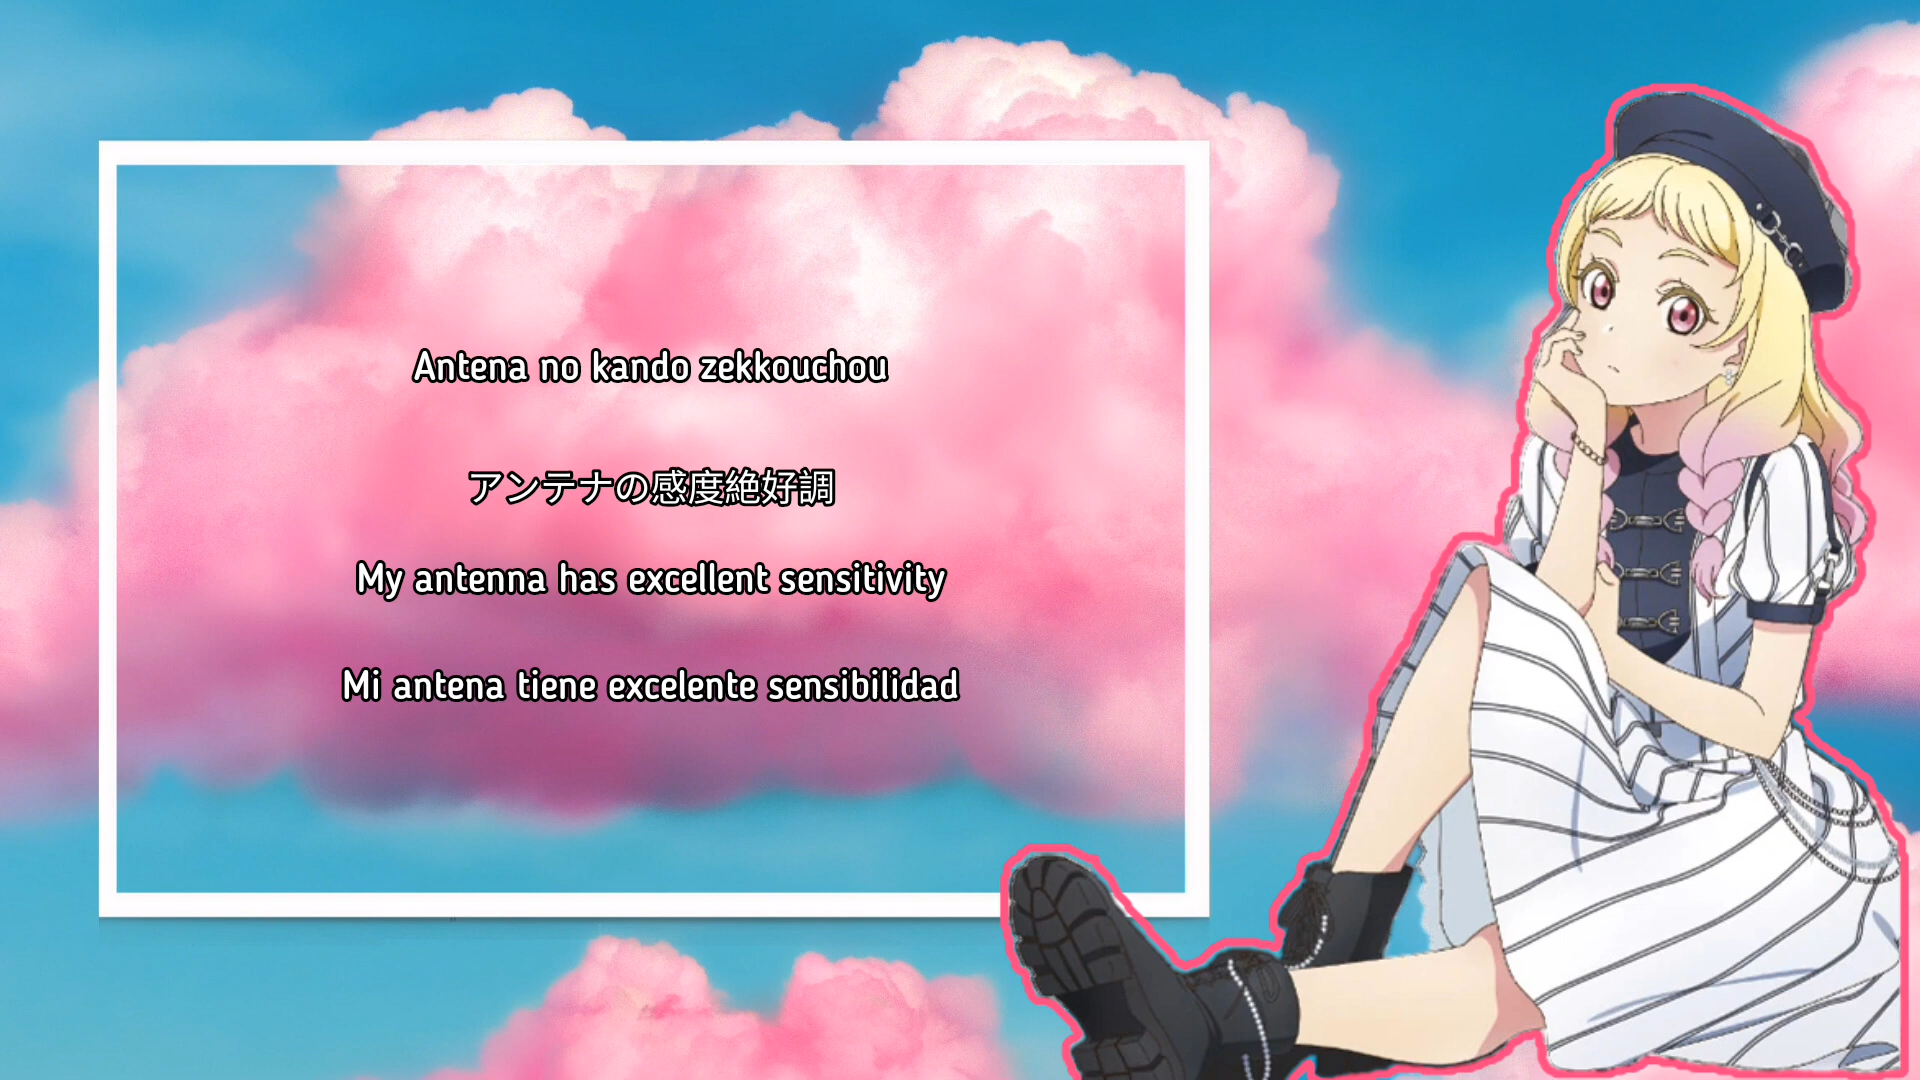 Antena no kando zekkouchou
アンテナの感度絶好調
My antenna has excellent sensitivity
Mi antena tiene excelente sensibilidad